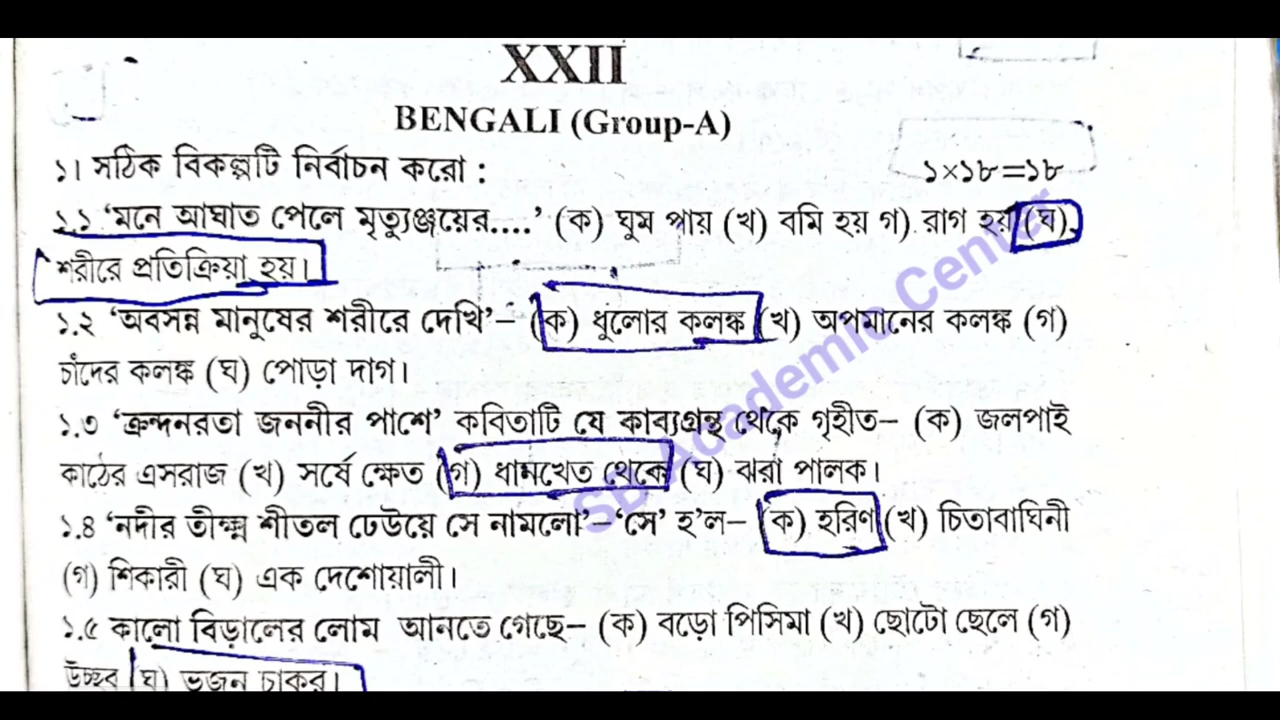 XXII
BENGALI (Group-A)
১। সঠিক বিকল্পটি নির্বাচন করো : ১×১৮=১৮
১.১ ‘মনে আঘাত পেলে মৃত্যুঞ্জয়ের....’ (ক) ঘুম পায় (খ) বমি হয় গ) রাগ হয় (ঘ)
শরীরে প্রতিক্রিয়া হয়।
১.২ ‘অবসন্ন মানুষের শরীরে দেখি’– (ক) ধুলোর কলঙ্ক (খ) অপমানের কলঙ্ক (গ)
চাঁদের কলঙ্ক (ঘ) পোড়া দাগ।
১.৩ ‘ক্রন্দনরতা জননীর পাশে’ কবিতাটি যে কাব্যগ্রন্থ থেকে গৃহীত– (ক) জলপাই
কাঠের এসরাজ (খ) সর্ষে ক্ষেত (গ) ধানখেত থেকে (ঘ) ঝরা পালক।
১.৪ ‘নদীর তীক্ষ্ম শীতল ঢেউয়ে সে নামলো’–‘সে’ হ’ল– (ক) হরিণ (খ) চিতাবাঘিনী
(গ) শিকারী (ঘ) এক দেশোয়ালী।
১.৫ কালো বিড়ালের লোম আনতে গেছে– (ক) বড়ো পিসিমা (খ) ছোটো ছেলে (গ)
উচ্ছব (ঘ) ভজন চাকর।
SB Academic Center